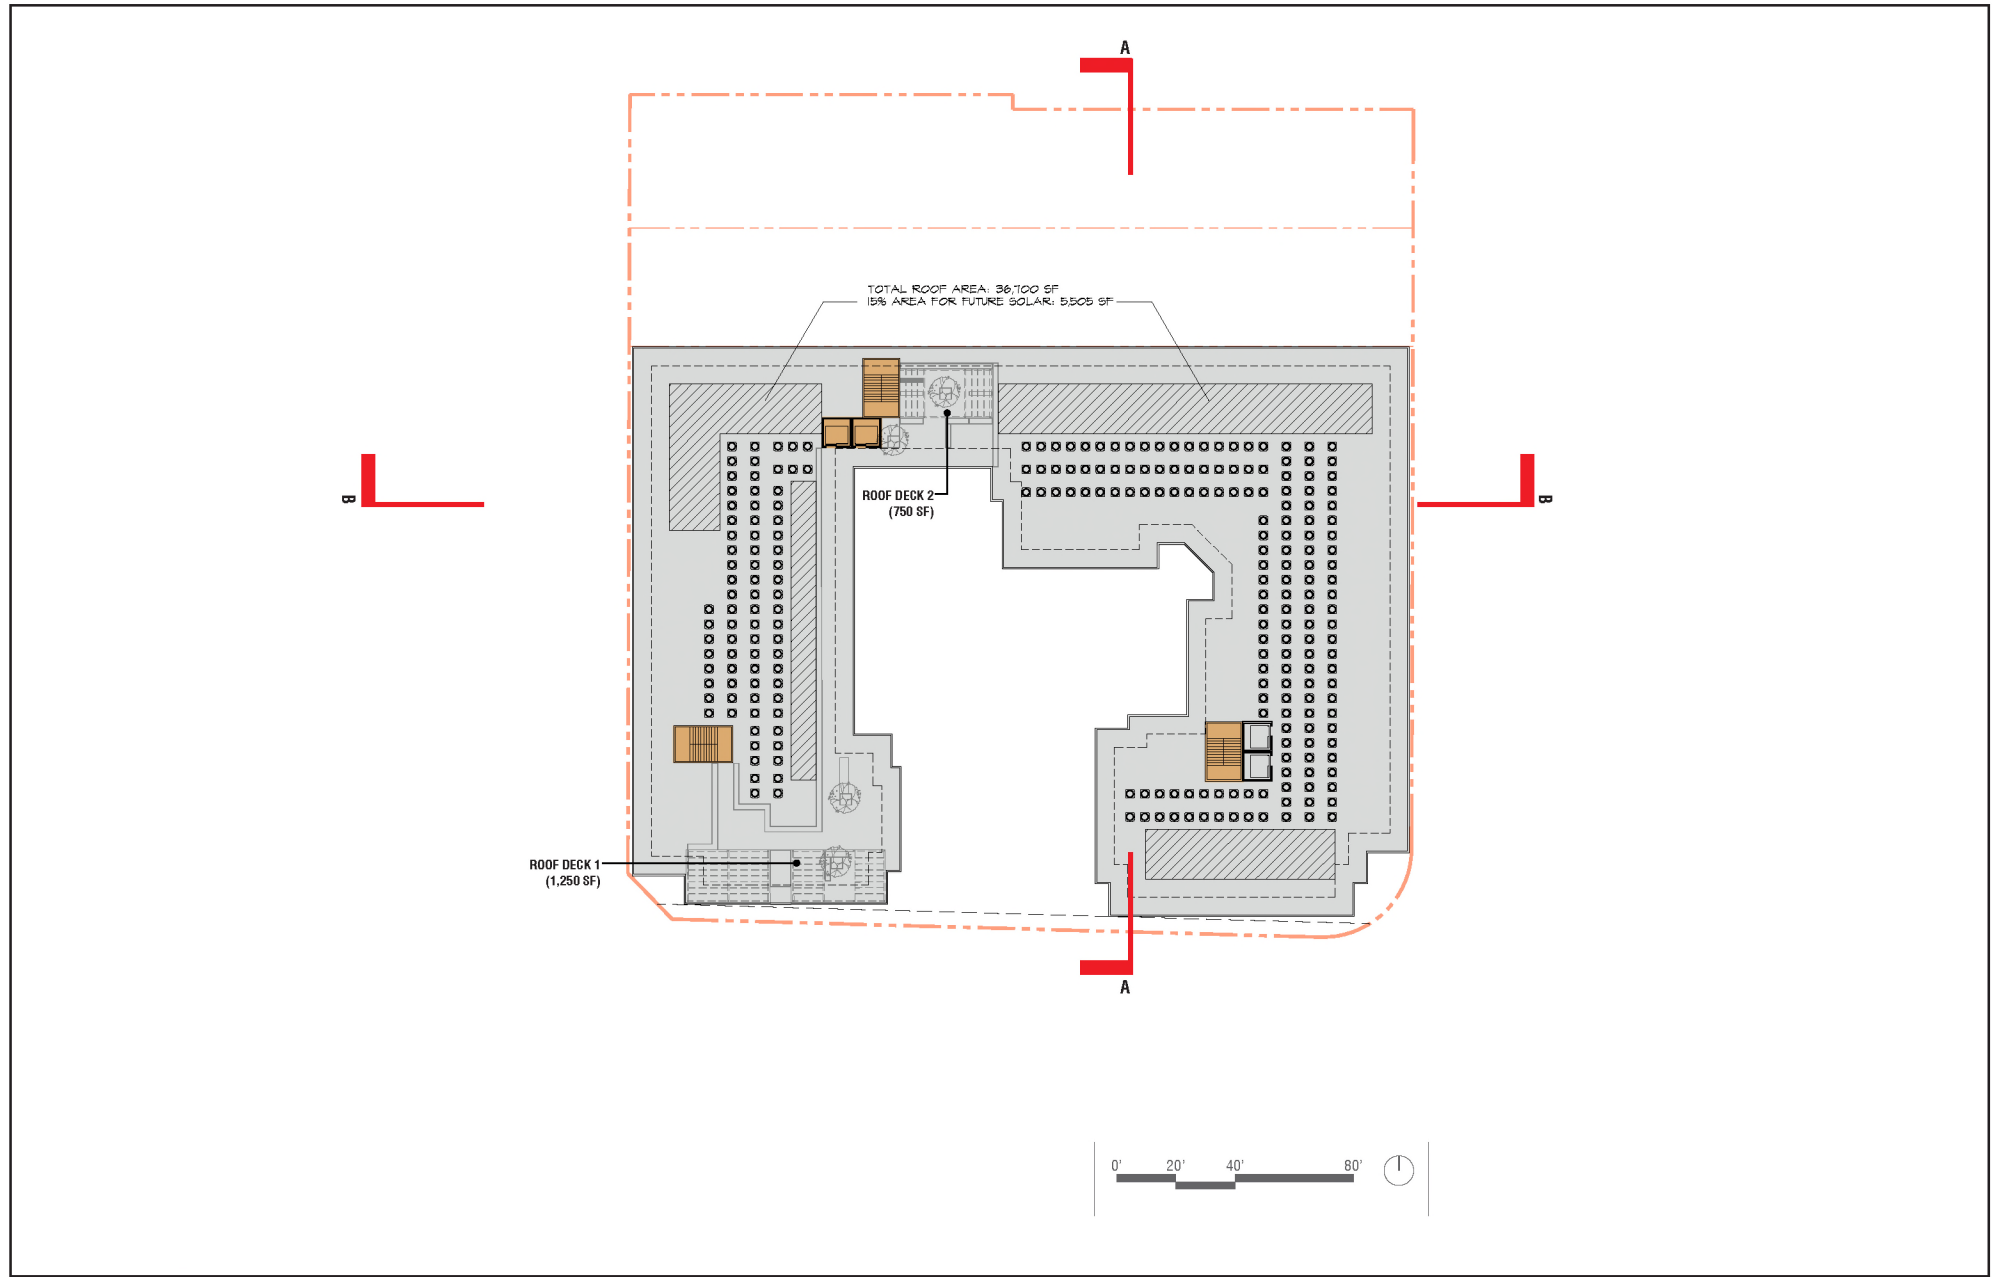 A
TOTAL ROOF AREA: 36,700 SF
15% AREA FOR FUTURE SOLAR: 5,505 SF
B
ROOF DECK 2
(750 SF)
B
ROOF DECK 1
(1,250 SF)
A
0' 20' 40' 80'